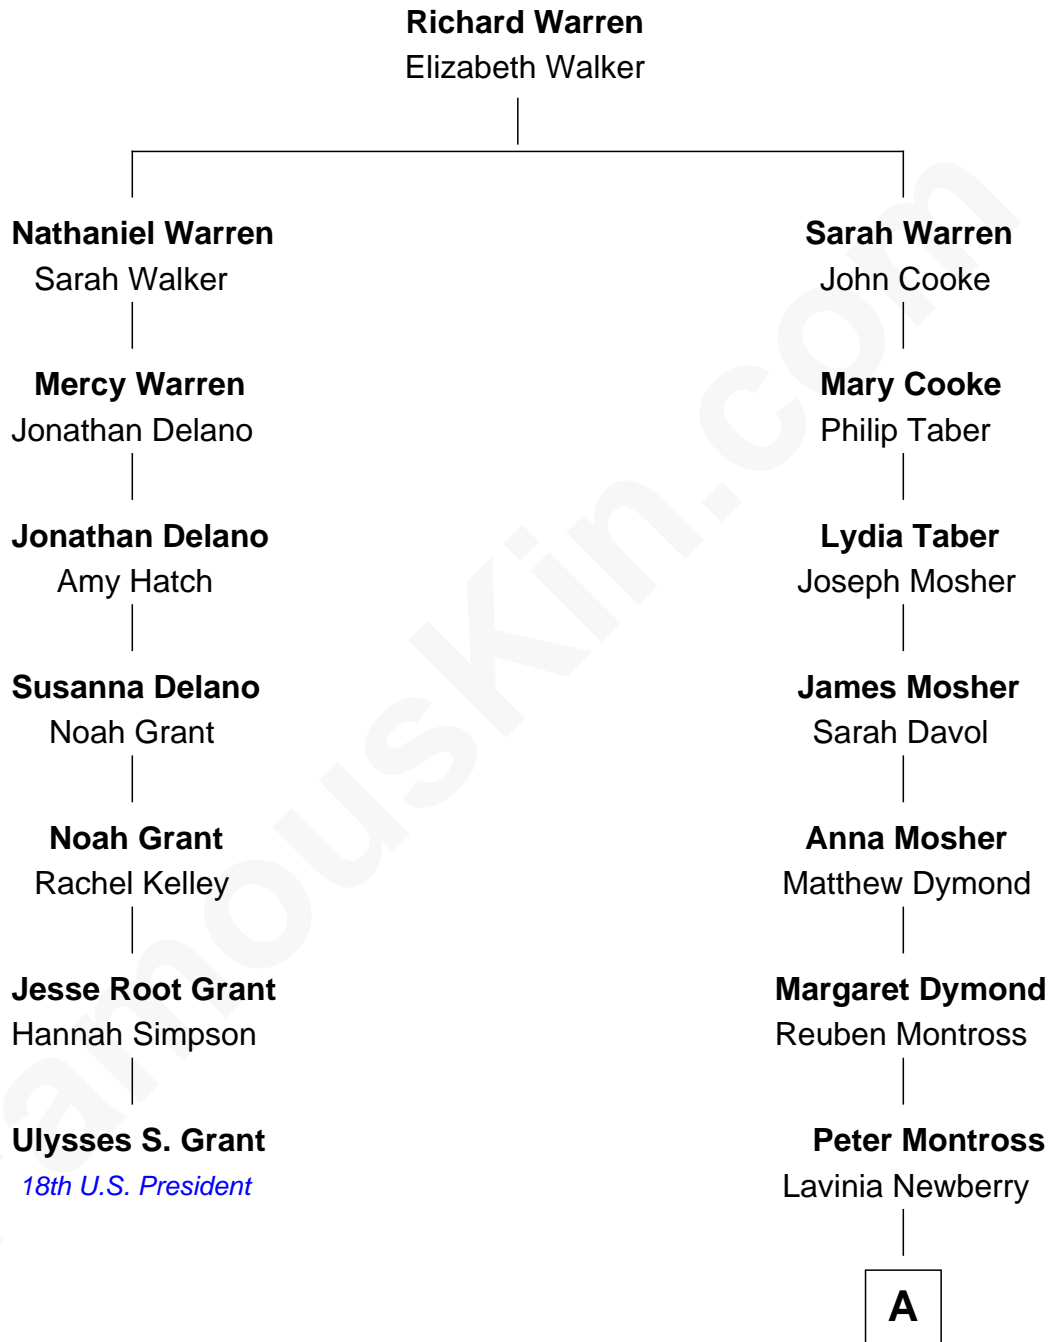 Richard Warren
Elizabeth Walker
Nathaniel Warren
Sarah Walker
Sarah Warren
John Cooke
Mercy Warren
Jonathan Delano
Mary Cooke
Philip Taber
Jonathan Delano
Amy Hatch
Lydia Taber
Joseph Mosher
Susanna Delano
Noah Grant
James Mosher
Sarah Davol
Noah Grant
Rachel Kelley
Anna Mosher
Matthew Dymond
Jesse Root Grant
Hannah Simpson
Margaret Dymond
Reuben Montross
Ulysses S. Grant
18th U.S. President
Peter Montross
Lavinia Newberry
A
famouskin.com